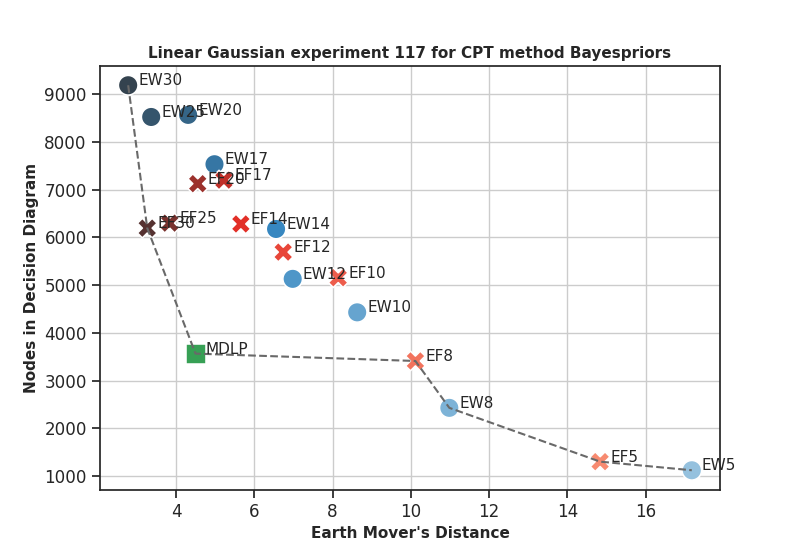 Linear Gaussian experiment 117 for CPT method Bayespriors
EW30
EW25
EW20
EW17
EF20
EF17
EF25
EF30
EF14
EW14
EF12
EW12
EF10
EW10
MDLP
EF8
EW8
EF5
EW5
9000
8000
7000
6000
5000
4000
3000
2000
1000
Nodes in Decision Diagram
4 6 8 10 12 14 16
Earth Mover's Distance